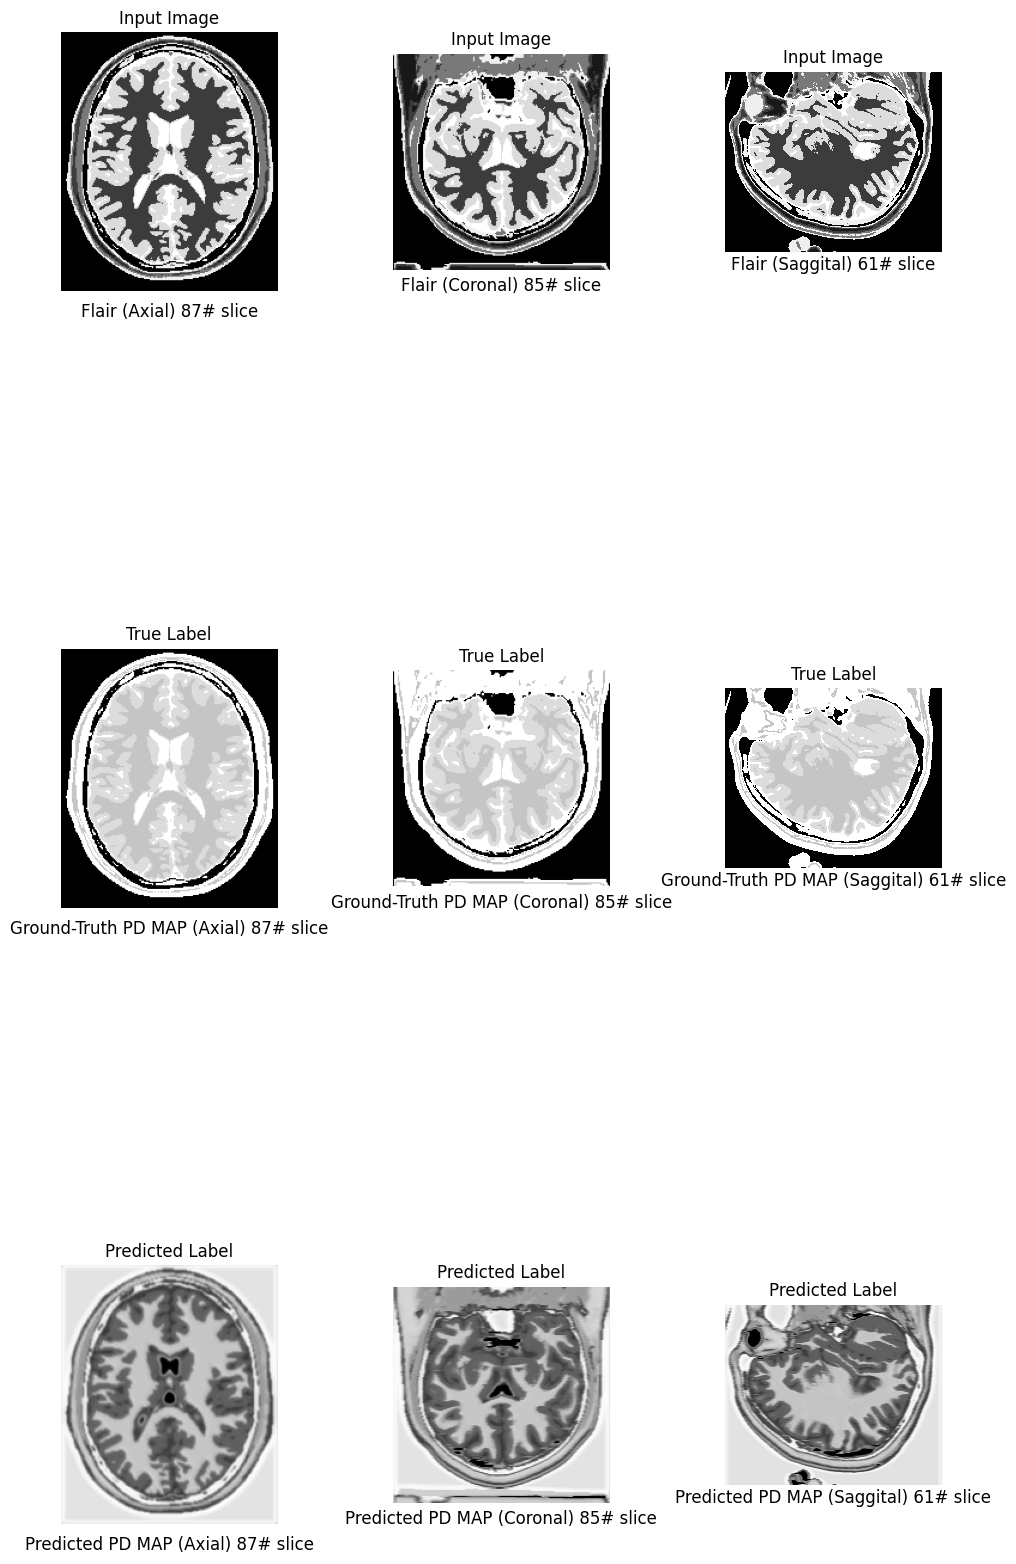 Input Image
Input Image
Input Image
Flair (Axial) 87# slice
Flair (Coronal) 85# slice
Flair (Saggital) 61# slice
True Label
True Label
True Label
Ground-Truth PD MAP (Axial) 87# slice
Ground-Truth PD MAP (Coronal) 85# slice
Ground-Truth PD MAP (Saggital) 61# slice
Predicted Label
Predicted Label
Predicted Label
Predicted PD MAP (Axial) 87# slice
Predicted PD MAP (Coronal) 85# slice
Predicted PD MAP (Saggital) 61# slice